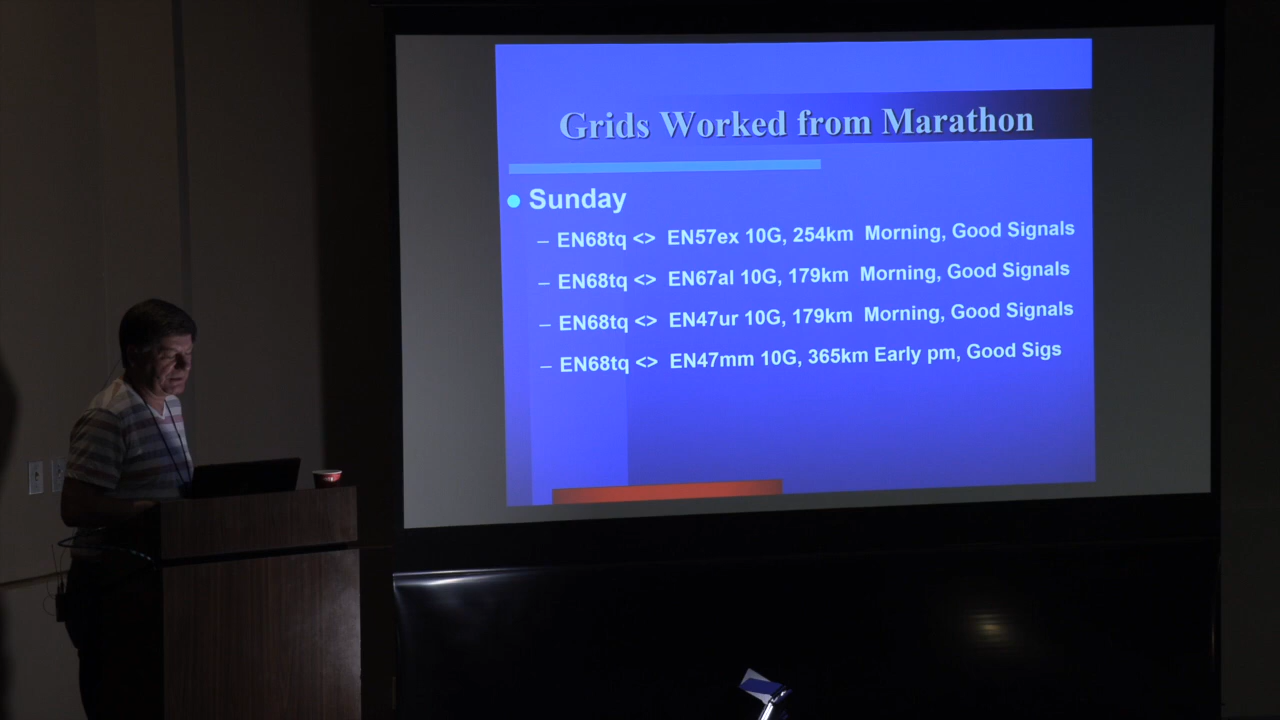 Grids Worked from Marathon
Sunday
– EN68tq <> EN57ex 10G, 254km Morning, Good Signals
– EN68tq <> EN67al 10G, 179km Morning, Good Signals
– EN68tq <> EN47ur 10G, 179km Morning, Good Signals
– EN68tq <> EN47mm 10G, 365km Early pm, Good Sigs